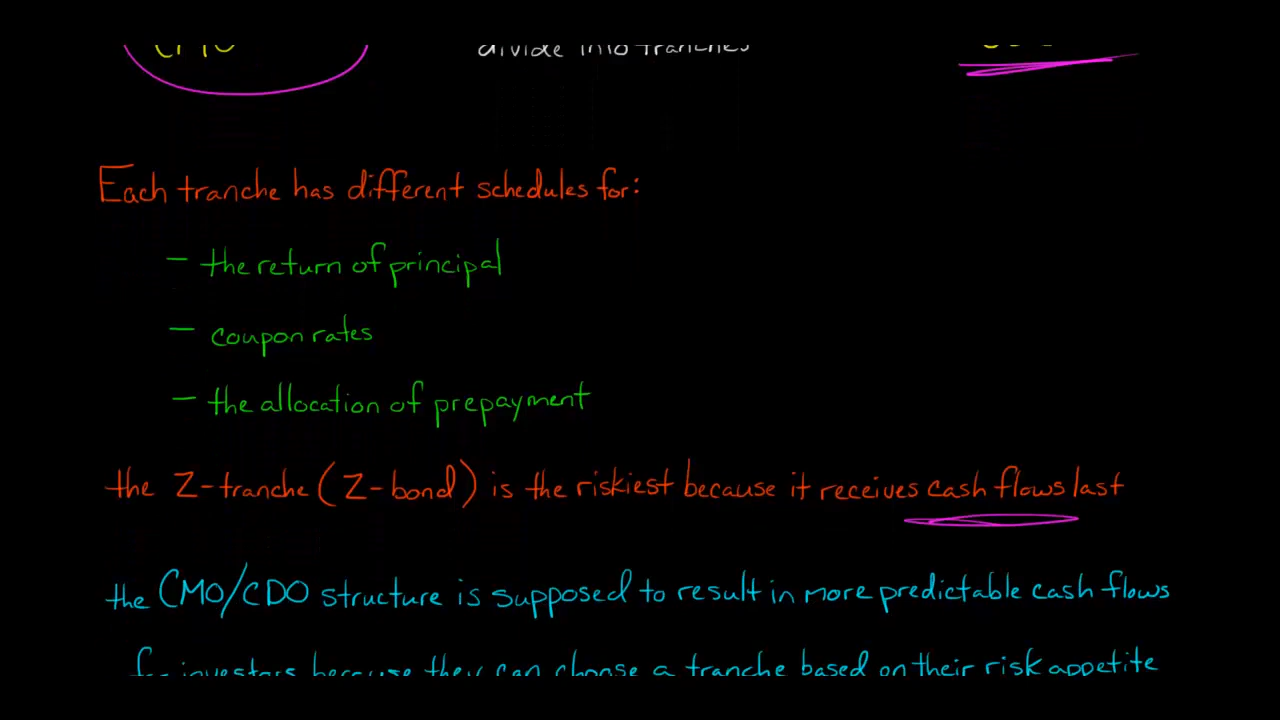 CMO divide into tranches
Each tranche has different schedules for:
— the return of principal
— coupon rates
— the allocation of prepayment
the Z-tranche (Z-bond) is the riskiest because it receives cash flows last
the CMO/CDO structure is supposed to result in more predictable cash flows
for investors because they can choose a tranche based on their risk appetite